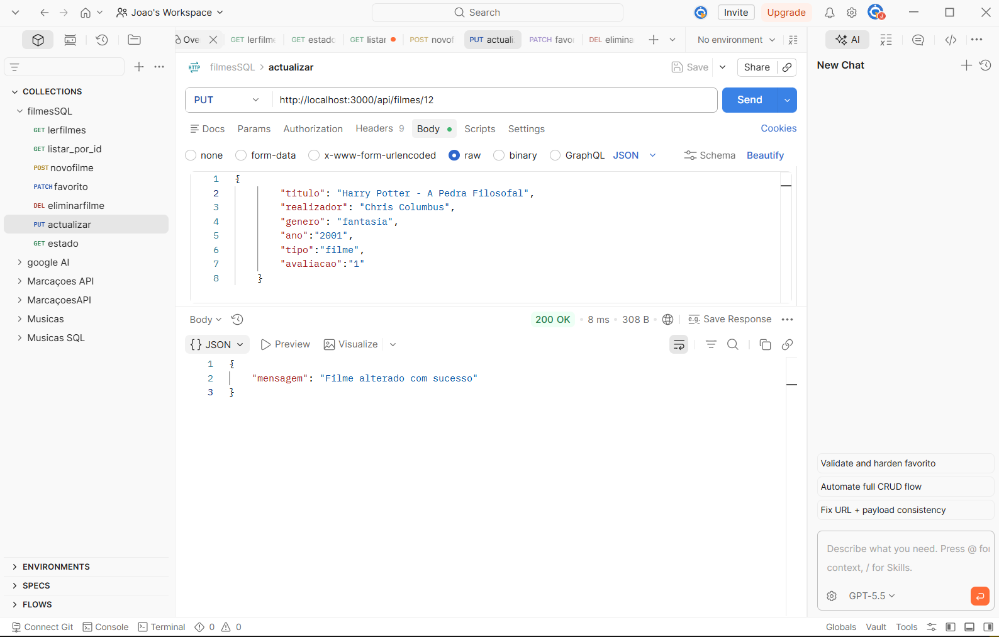 Joao's Workspace
Search
Invite
Upgrade
Ove
GET lerfilme
GET estado
GET listar
POST novof
PUT actuali
PATCH favor
DEL elimina
No environment
AI
filmesSQL > actualizar
Save
Share
New Chat
COLLECTIONS
filmesSQL
GET lerfilmes
GET listar_por_id
POST novofilme
PATCH favorito
DEL eliminarfilme
PUT actualizar
GET estado
google AI
Marcaçoes API
MarcaçoesAPI
Musicas
Musicas SQL
ENVIRONMENTS
SPECS
FLOWS
PUT
http://localhost:3000/api/filmes/12
Send
Docs
Params
Authorization
Headers 9
Body
Scripts
Settings
Cookies
none
form-data
x-www-form-urlencoded
raw
binary
GraphQL
JSON
Schema
Beautify
1 {
2 "titulo": "Harry Potter - A Pedra Filosofal",
3 "realizador": "Chris Columbus",
4 "genero": "fantasia",
5 "ano":"2001",
6 "tipo":"filme",
7 "avaliacao":"1"
8 }
Body
200 OK
8 ms
308 B
e.g. Save Response
{} JSON
Preview
Visualize
1 {
2 "mensagem": "Filme alterado com sucesso"
3 }
Validate and harden favorito
Automate full CRUD flow
Fix URL + payload consistency
Describe what you need. Press @ for
context, / for Skills.
GPT-5.5
Connect Git
Console
Terminal
0
0
Globals
Vault
Tools